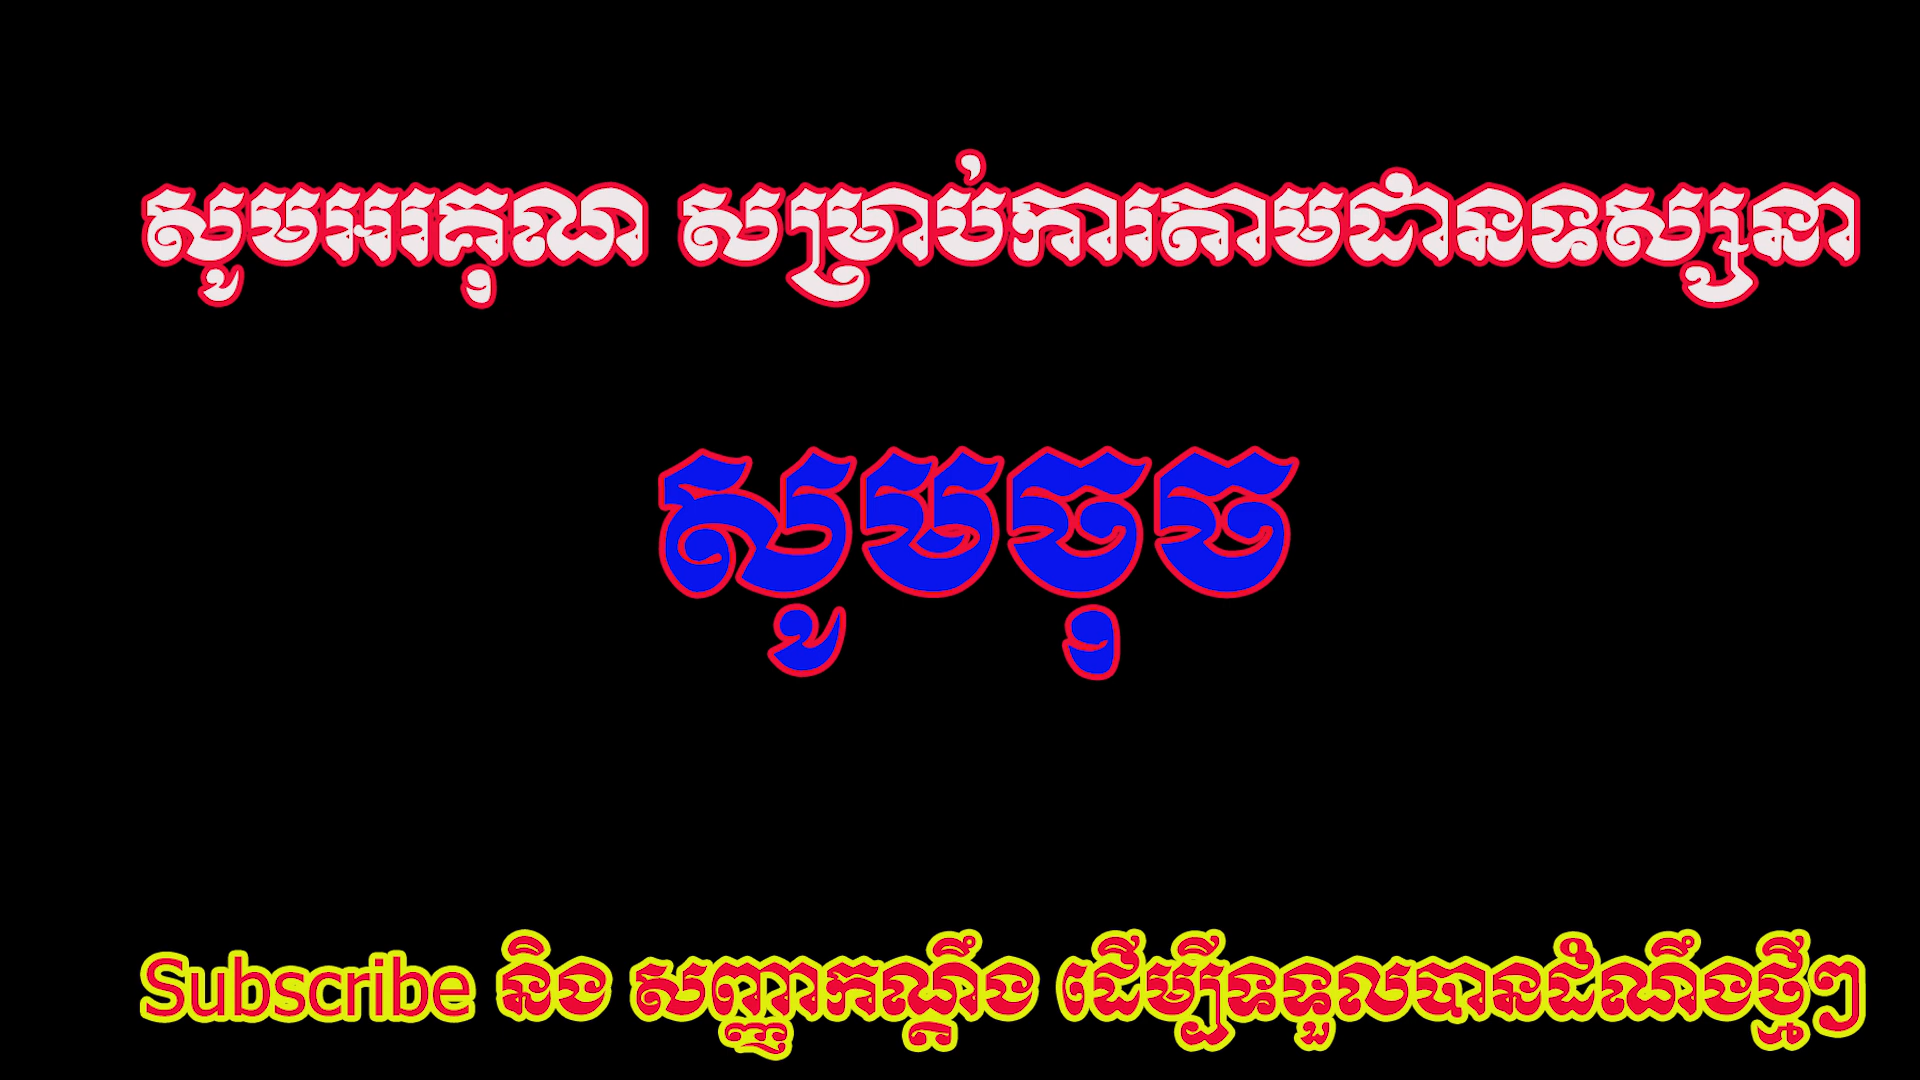 សូមអរគុណ សម្រាប់ការតាមដានទស្សនា
សូមចុច
Subscribe និង សញ្ញាកណ្ដឹង ដើម្បីទទួលបានដំណឹងថ្មីៗ